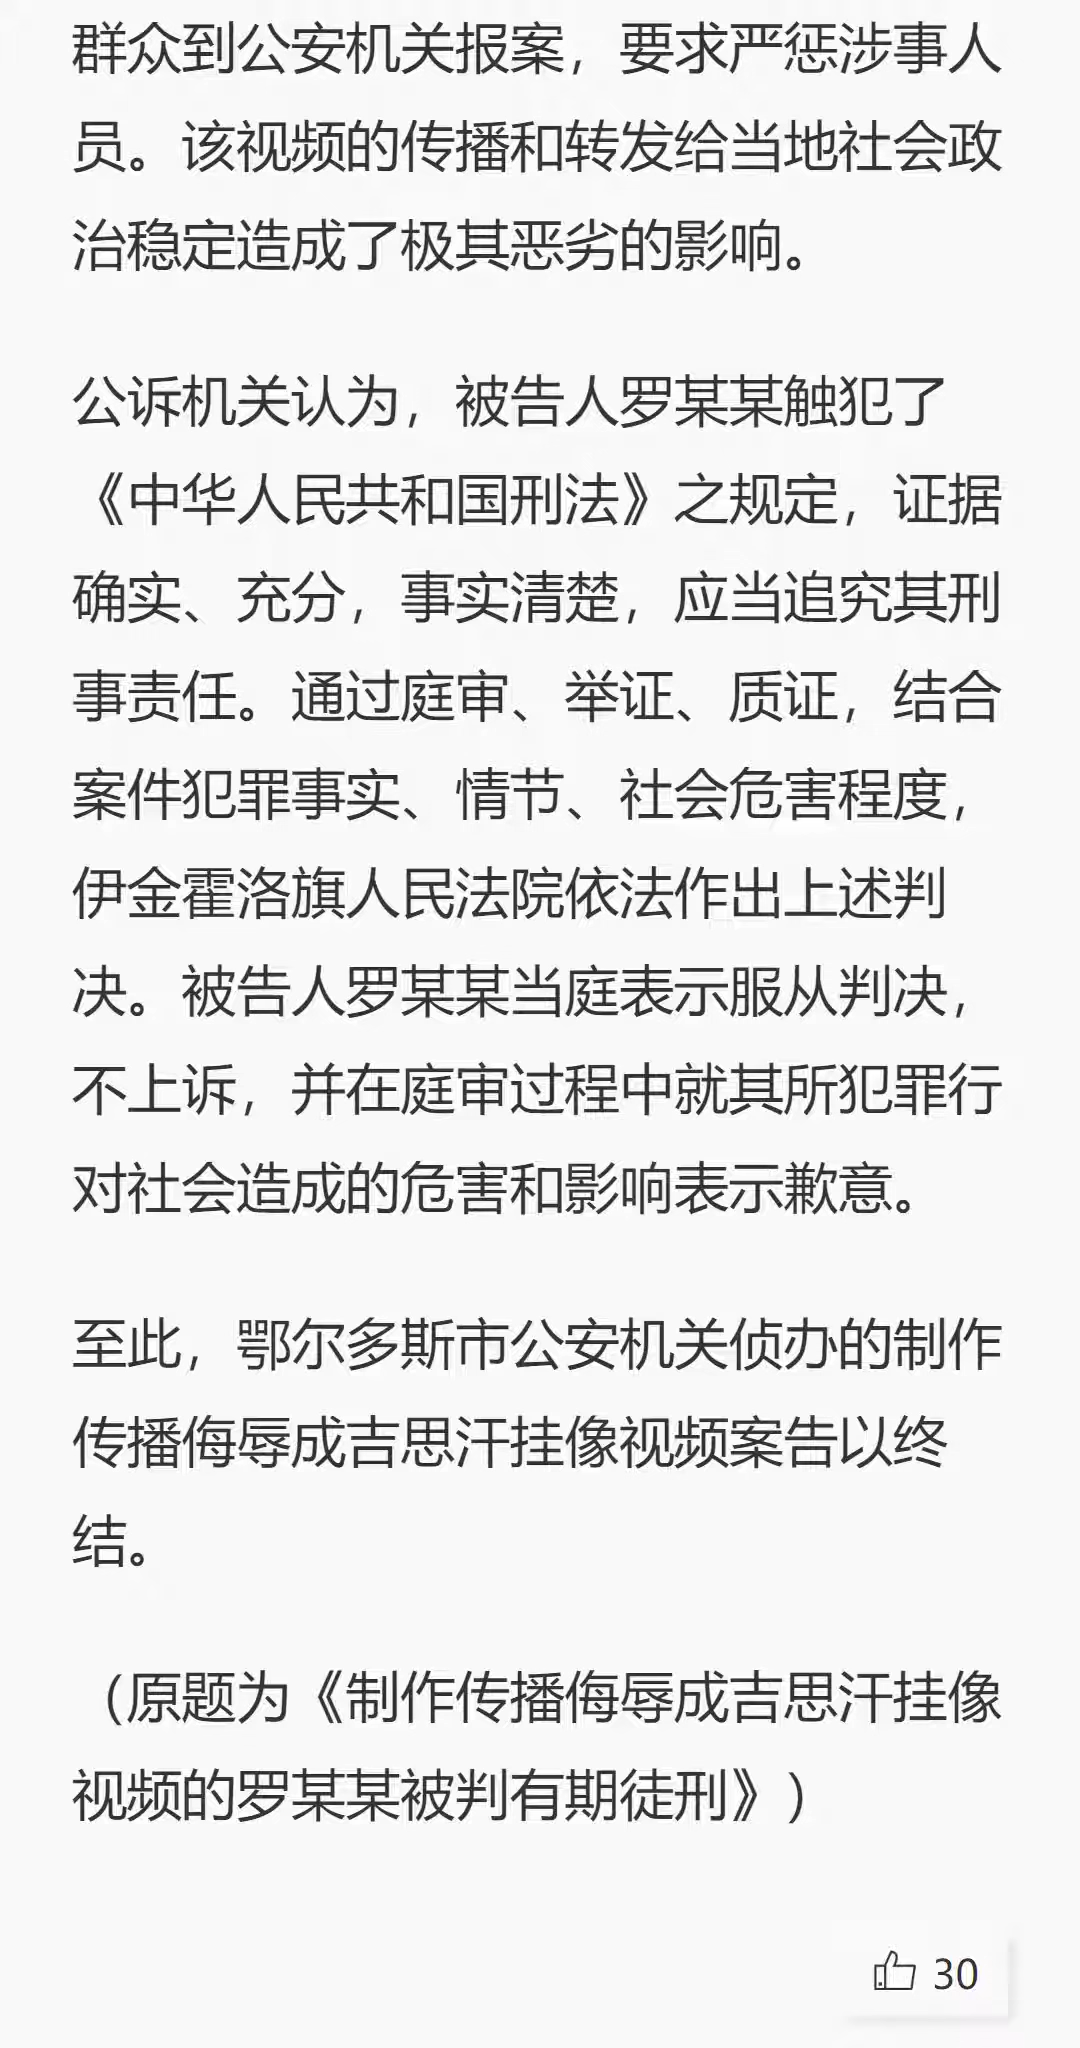 群众到公安机关报案，要求严惩涉事人
员。该视频的传播和转发给当地社会政
治稳定造成了极其恶劣的影响。
公诉机关认为，被告人罗某某触犯了
《中华人民共和国刑法》之规定，证据
确实、充分，事实清楚，应当追究其刑
事责任。通过庭审、举证、质证，结合
案件犯罪事实、情节、社会危害程度，
伊金霍洛旗人民法院依法作出上述判
决。被告人罗某某当庭表示服从判决，
不上诉，并在庭审过程中就其所犯罪行
对社会造成的危害和影响表示歉意。
至此，鄂尔多斯市公安机关侦办的制作
传播侮辱成吉思汗挂像视频案告以终
结。
（原题为《制作传播侮辱成吉思汗挂像
视频的罗某某被判有期徒刑》）
30